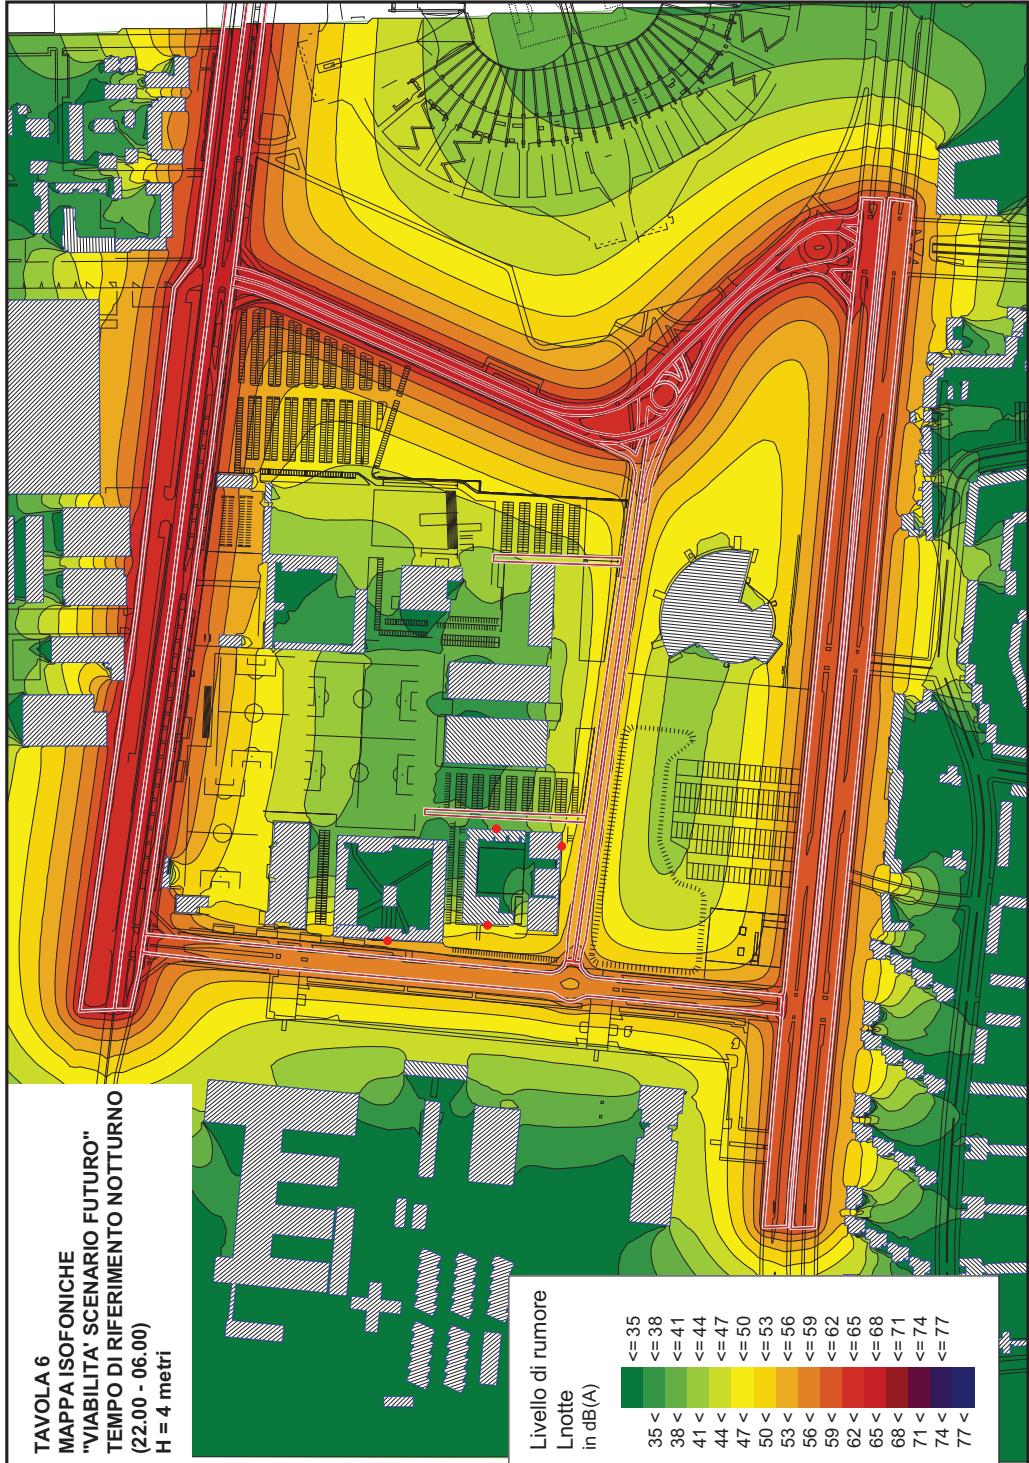 TAVOLA 6
MAPPA ISOFONICHE
"VIABILITA' SCENARIO FUTURO"
TEMPO DI RIFERIMENTO NOTTURNO
(22.00 - 06.00)
H = 4 metri
Livello di rumore
Lnotte
in dB(A)
<= 35
35 < <= 38
38 < <= 41
41 < <= 44
44 < <= 47
47 < <= 50
50 < <= 53
53 < <= 56
56 < <= 59
59 < <= 62
62 < <= 65
65 < <= 68
68 < <= 71
71 < <= 74
74 < <= 77
77 <